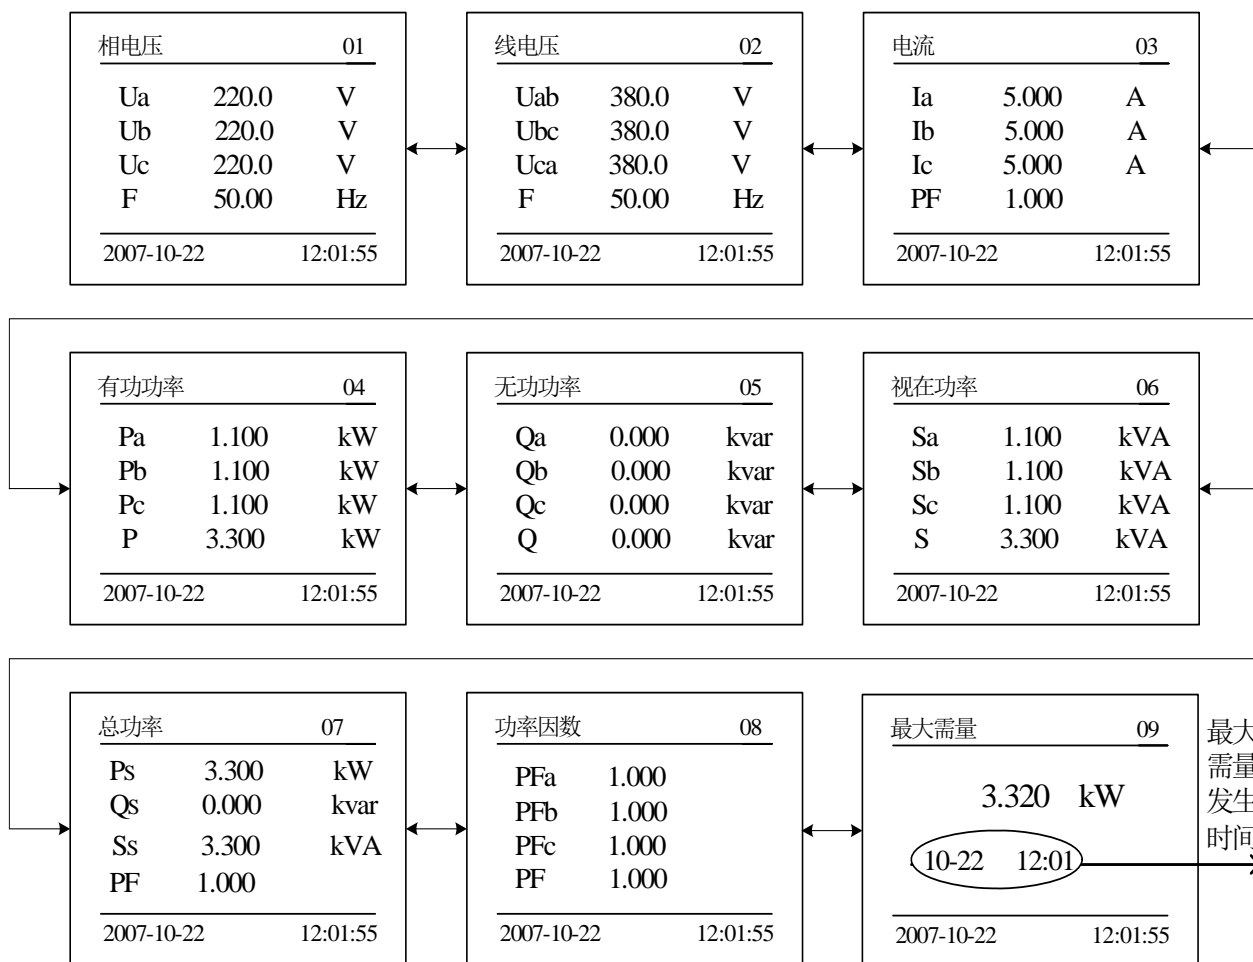 相电压 01
Ua 220.0 V
Ub 220.0 V
Uc 220.0 V
F 50.00 Hz
2007-10-22 12:01:55
线电压 02
Uab 380.0 V
Ubc 380.0 V
Uca 380.0 V
F 50.00 Hz
2007-10-22 12:01:55
电流 03
Ia 5.000 A
Ib 5.000 A
Ic 5.000 A
PF 1.000
2007-10-22 12:01:55
有功功率 04
Pa 1.100 kW
Pb 1.100 kW
Pc 1.100 kW
P 3.300 kW
2007-10-22 12:01:55
无功功率 05
Qa 0.000 kvar
Qb 0.000 kvar
Qc 0.000 kvar
Q 0.000 kvar
2007-10-22 12:01:55
视在功率 06
Sa 1.100 kVA
Sb 1.100 kVA
Sc 1.100 kVA
S 3.300 kVA
2007-10-22 12:01:55
总功率 07
Ps 3.300 kW
Qs 0.000 kvar
Ss 3.300 kVA
PF 1.000
2007-10-22 12:01:55
功率因数 08
PFa 1.000
PFb 1.000
PFc 1.000
PF 1.000
2007-10-22 12:01:55
最大需量 09
3.320 kW
10-22 12:01
2007-10-22 12:01:55
最大
需量
发生
时间